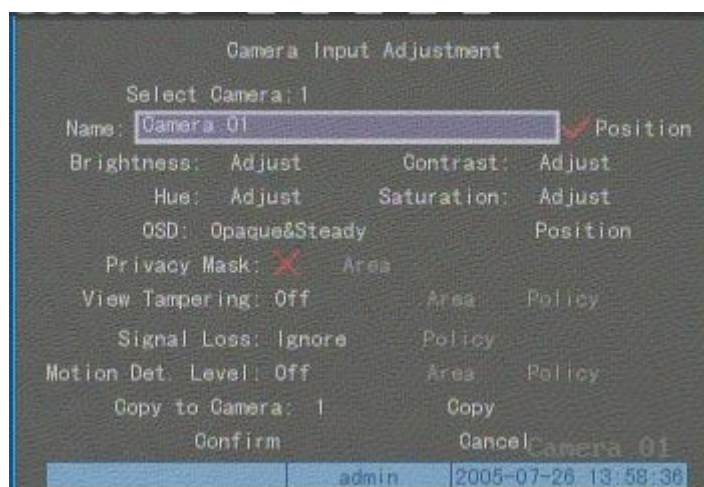 Camera Input Adjustment
Select Camera: 1
Name: Camera 01 Position
Brightness: Adjust Contrast: Adjust
Hue: Adjust Saturation: Adjust
OSD: Opaque&Steady Position
Privacy Mask: Area
View Tampering: Off Area Policy
Signal Loss: Ignore Policy
Motion Det. Level: Off Area Policy
Copy to Camera: 1 Copy
Confirm Cancel
Camera 01
admin 2005-07-26 13:58:36